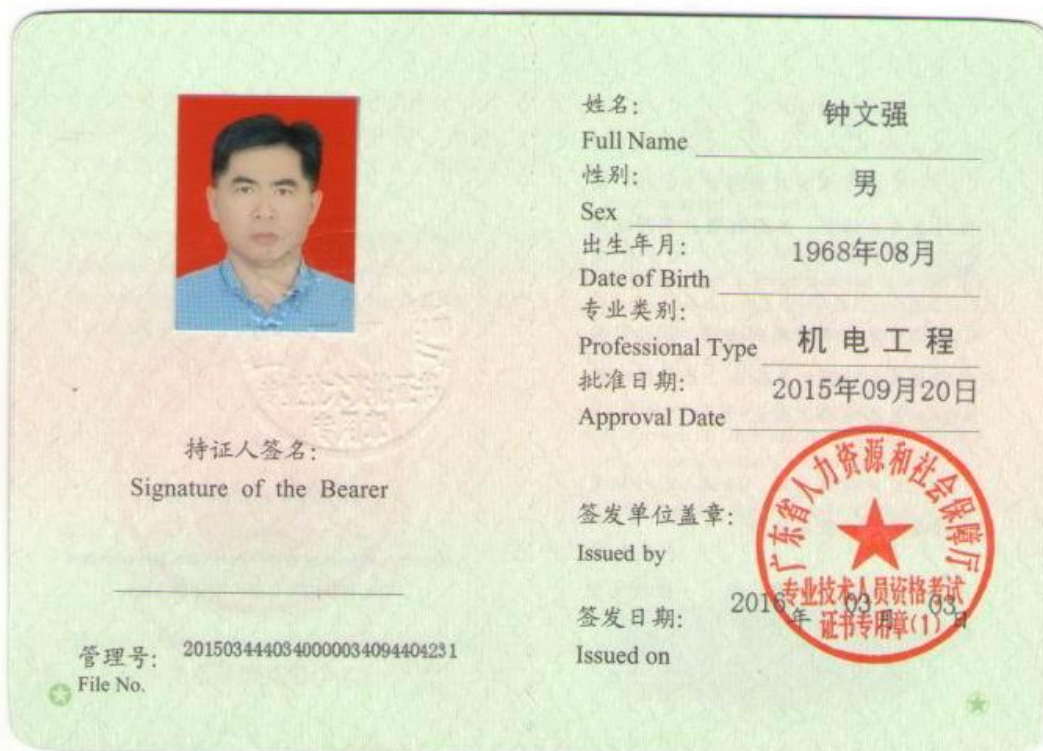 持证人签名:
Signature of the Bearer
管理号: 2015034440340000034094404231
File No.
姓名: 钟文强
Full Name
性别: 男
Sex
出生年月: 1968年08月
Date of Birth
专业类别:
Professional Type 机电工程
批准日期: 2015年09月20日
Approval Date
签发单位盖章:
Issued by
签发日期: 2016年03月03日
Issued on
广东省人力资源和社会保障厅
专业技术人员资格考试
证书专用章(1)